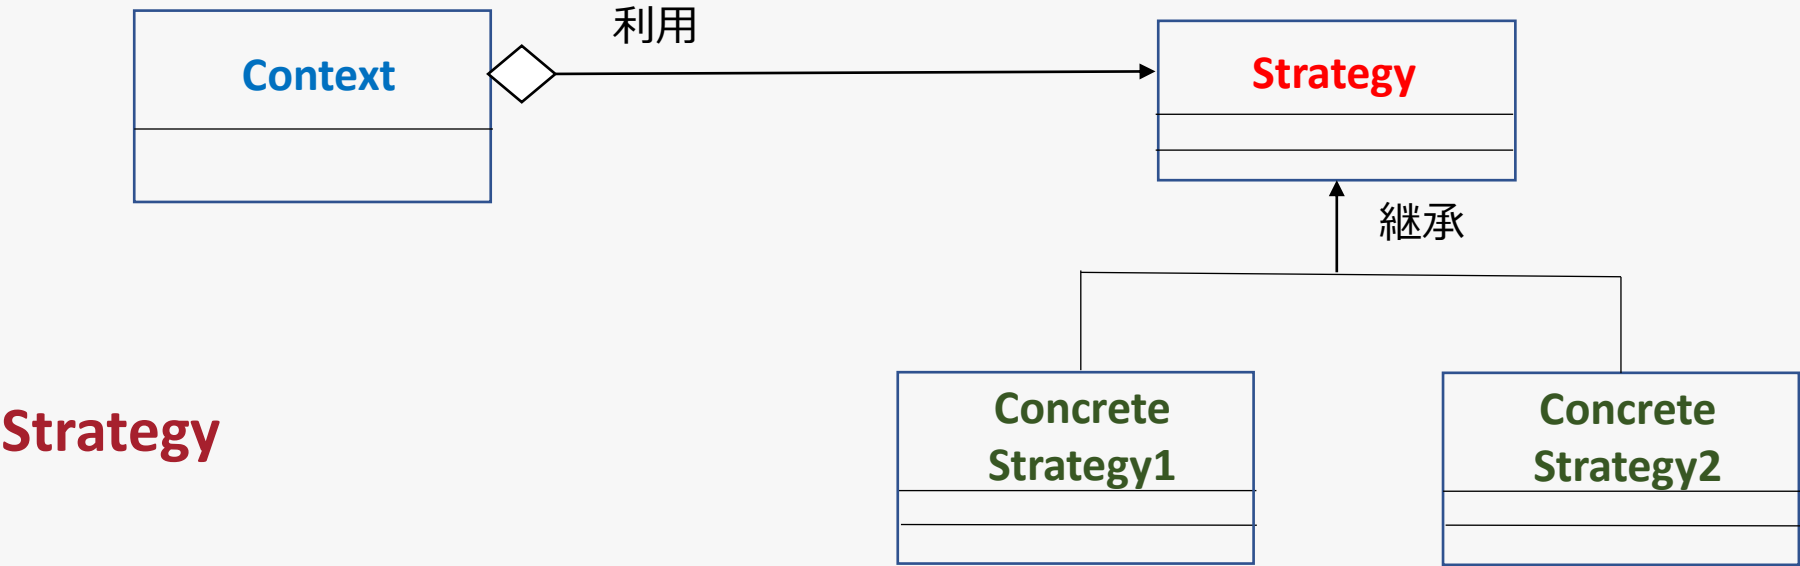 利用
Context
Strategy
継承
Concrete
Strategy1
Concrete
Strategy2
Strategy